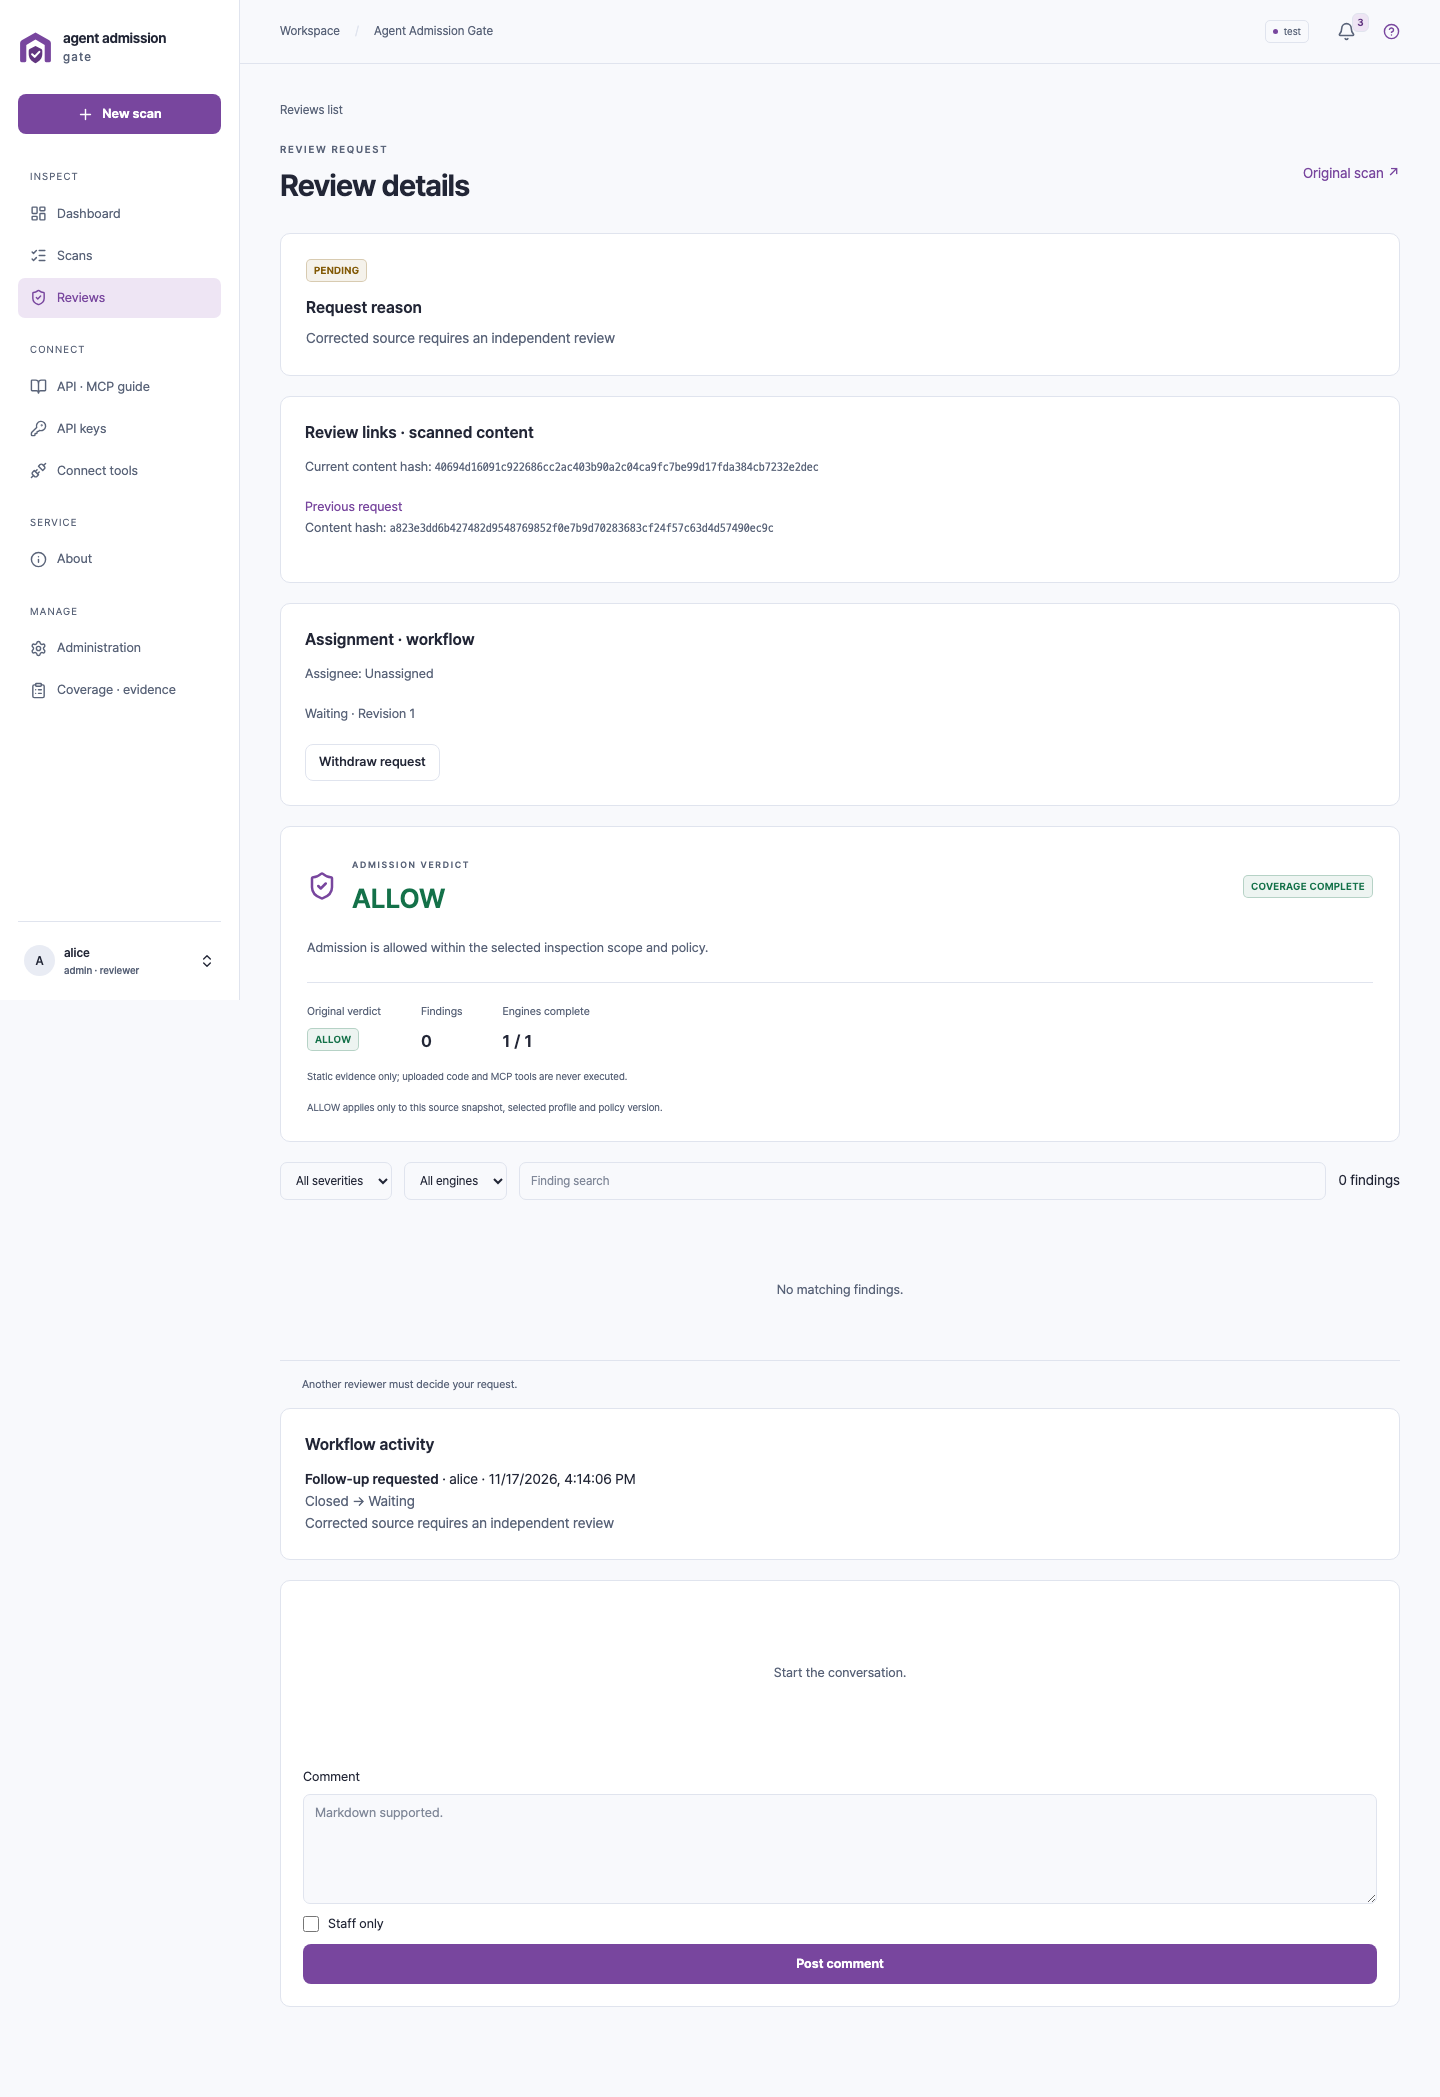 agent admission
gate
New scan
INSPECT
Dashboard
Scans
Reviews
CONNECT
API · MCP guide
API keys
Connect tools
SERVICE
About
MANAGE
Administration
Coverage · evidence
A
alice
admin · reviewer
Workspace / Agent Admission Gate
test
3
Reviews list
REVIEW REQUEST
Review details
Original scan ↗
PENDING
Request reason
Corrected source requires an independent review
Review links · scanned content
Current content hash: 40694d16091c922686cc2ac403b90a2c04ca9fc7be99d17fda384cb7232e2dec
Previous request
Content hash: a823e3dd6b427482d9548769852f0e7b9d70283683cf24f57c63d4d57490ec9c
Assignment · workflow
Assignee: Unassigned
Waiting · Revision 1
Withdraw request
ADMISSION VERDICT
ALLOW
COVERAGE COMPLETE
Admission is allowed within the selected inspection scope and policy.
Original verdict
ALLOW
Findings
0
Engines complete
1 / 1
Static evidence only; uploaded code and MCP tools are never executed.
ALLOW applies only to this source snapshot, selected profile and policy version.
All severities
All engines
Finding search
0 findings
No matching findings.
Another reviewer must decide your request.
Workflow activity
Follow-up requested · alice · 11/17/2026, 4:14:06 PM
Closed → Waiting
Corrected source requires an independent review
Start the conversation.
Comment
Markdown supported.
Staff only
Post comment